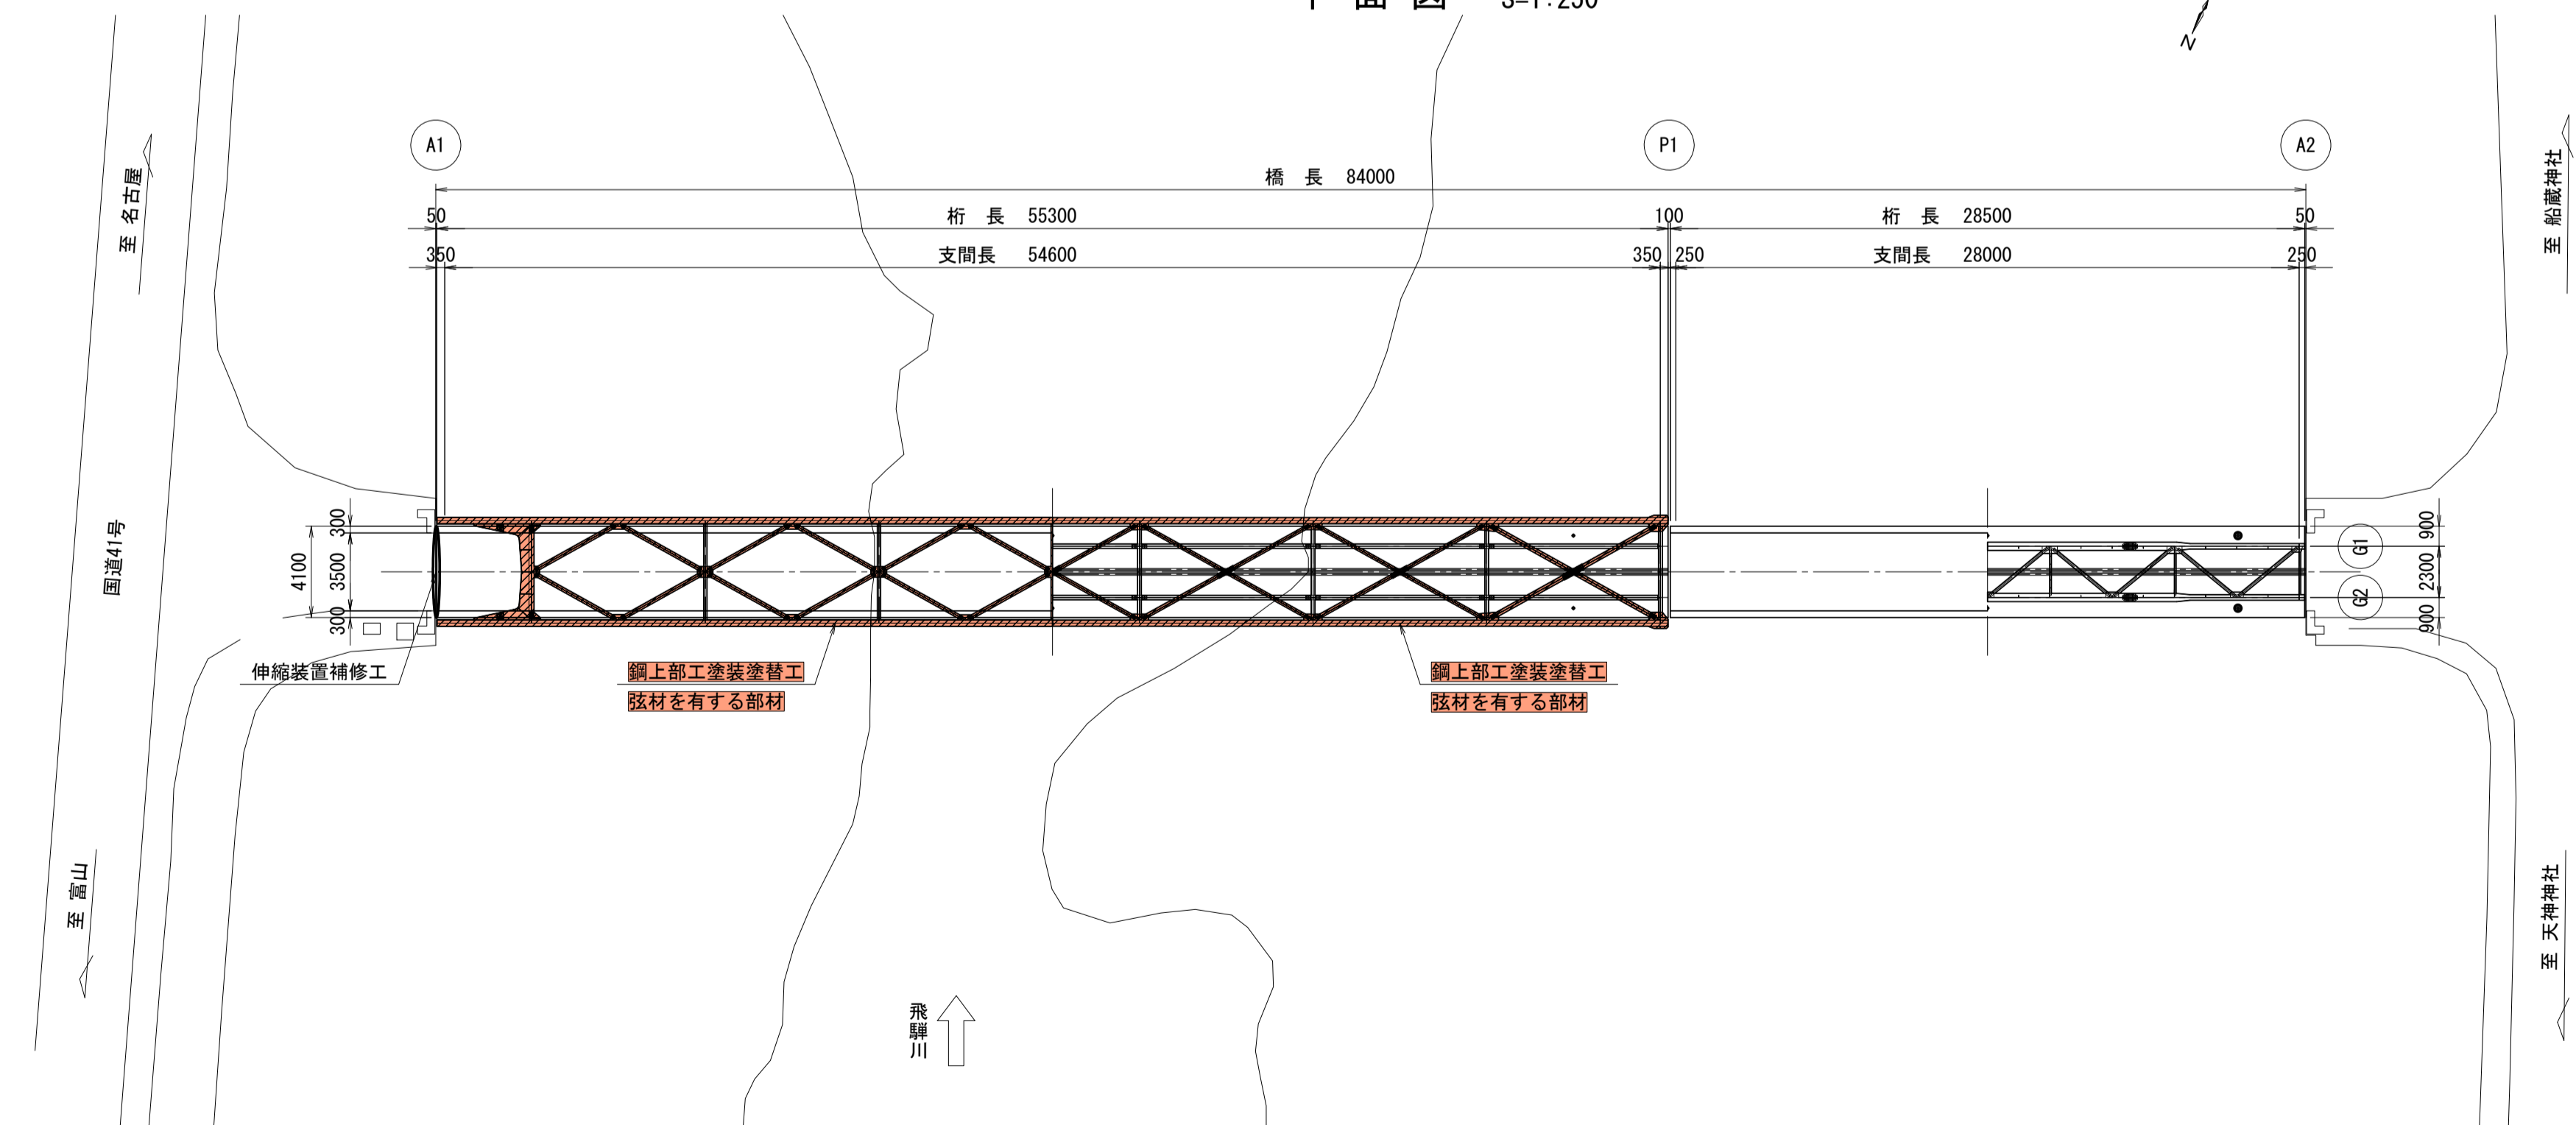 平 面 図 S=1:250
N
A1
P1
A2
橋 長 84000
50
桁 長 55300
100
桁 長 28500
50
350
支間長 54600
350
250
支間長 28000
250
至 名古屋
至 船蔵神社
国道41号
300
3500
300
4100
900
2300
900
G1
G2
伸縮装置補修工
鋼上部工塗装塗替工
弦材を有する部材
鋼上部工塗装塗替工
弦材を有する部材
至 富山
飛騨川
至 天神神社